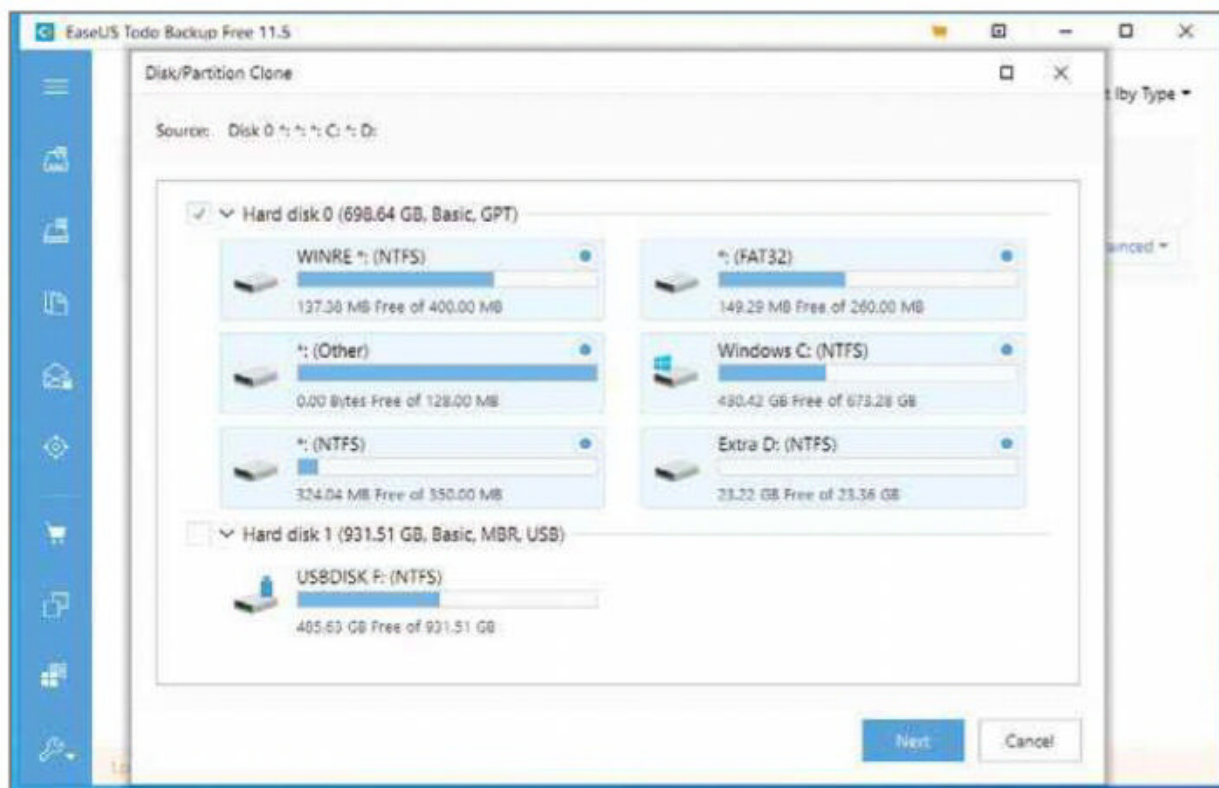 EaseUS Todo Backup Free 11.5
Disk/Partition Clone
t lby Type
Source: Disk 0 *: *: *: C: *: D:
Hard disk 0 (698.64 GB, Basic, GPT)
WINRE *: (NTFS)
*: (FAT32)
137.38 MB Free of 400.00 MB
149.29 MB Free of 260.00 MB
anced
*: (Other)
Windows C: (NTFS)
0.00 Bytes Free of 128.00 MB
430.42 GB Free of 673.28 GB
*: (NTFS)
Extra D: (NTFS)
324.04 MB Free of 350.00 MB
23.22 GB Free of 23.36 GB
Hard disk 1 (931.51 GB, Basic, MBR, USB)
USBDISK F: (NTFS)
485.63 GB Free of 931.51 GB
Next
Cancel